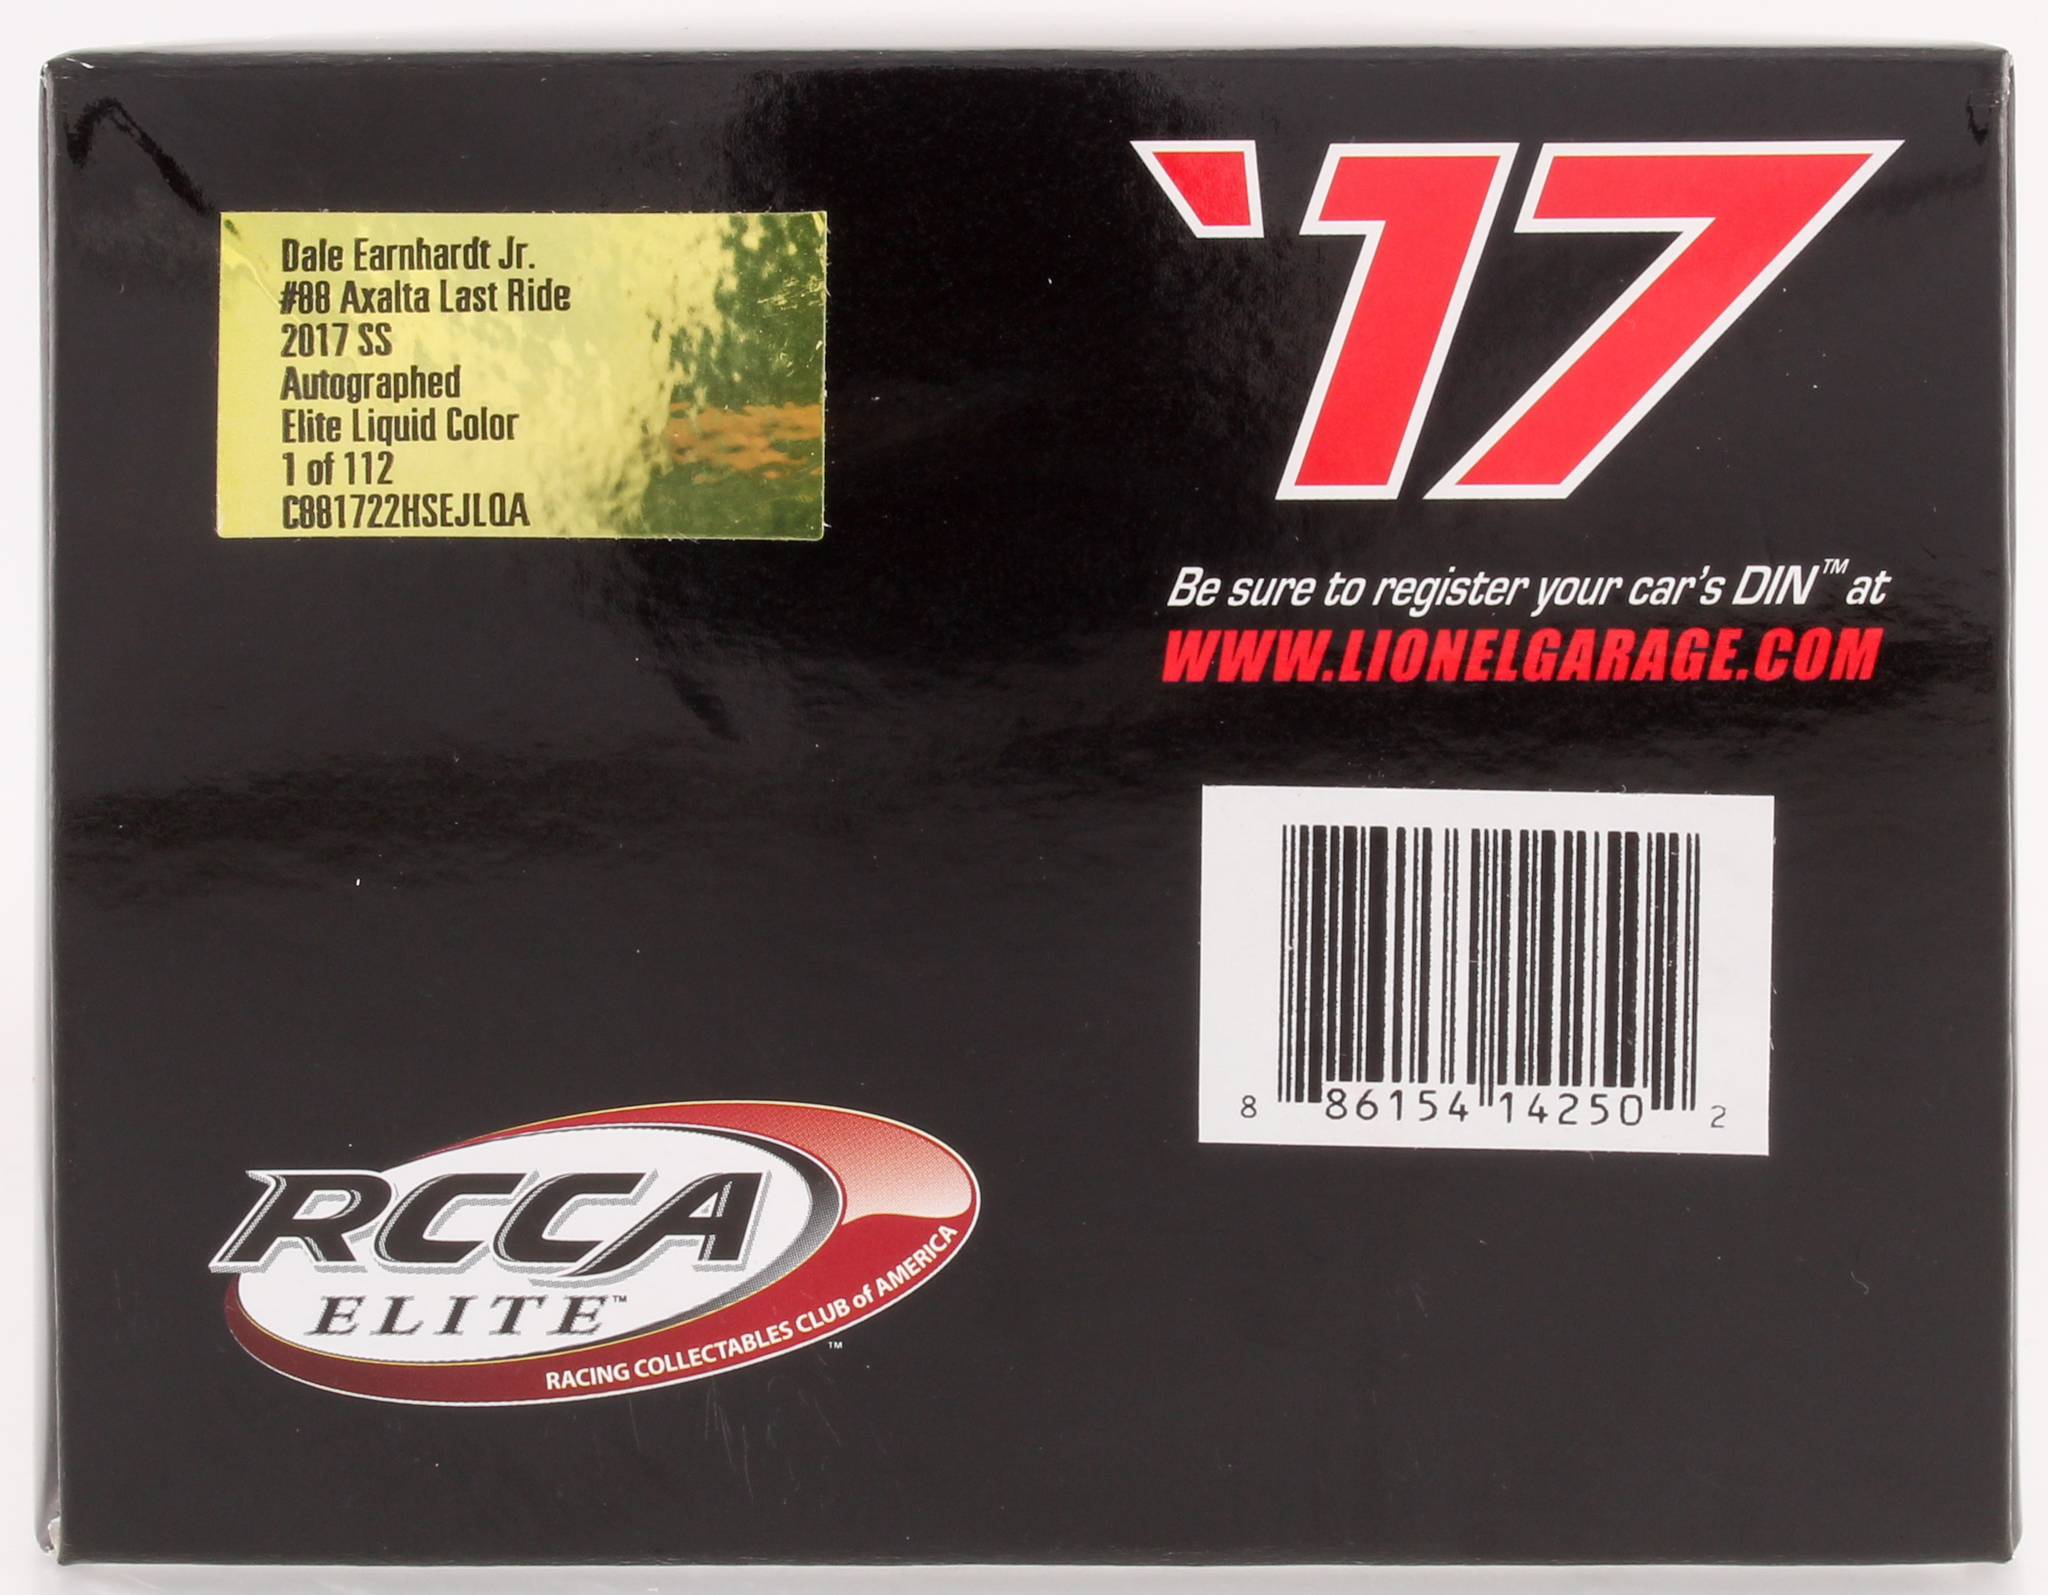 Dale Earnhardt Jr.
#88 Axalta Last Ride
2017 SS
Autographed
Elite Liquid Color
1 of 112
C881722HSEJLQA
'17
Be sure to register your car's DIN™ at
WWW.LIONELGARAGE.COM
8 86154 14250 2
RCCA
ELITE™
RACING COLLECTABLES CLUB of AMERICA
™